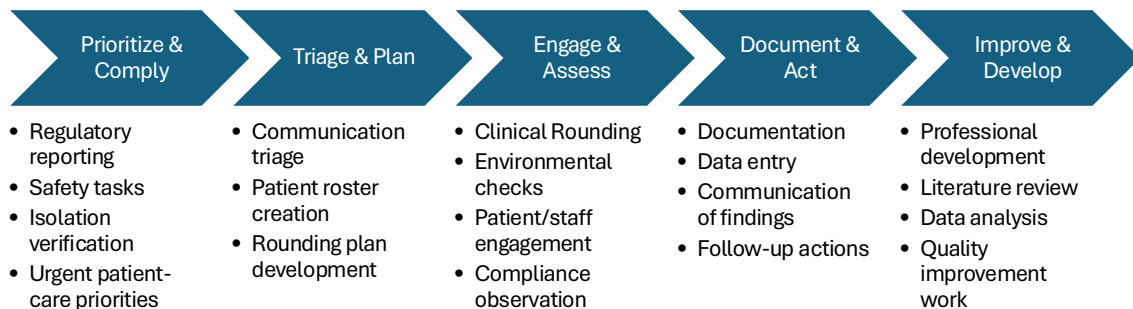 Prioritize &
Comply
Triage & Plan
Engage &
Assess
Document &
Act
Improve &
Develop
• Regulatory
reporting
• Safety tasks
• Isolation
verification
• Urgent patient-
care priorities
• Communication
triage
• Patient roster
creation
• Rounding plan
development
• Clinical Rounding
• Environmental
checks
• Patient/staff
engagement
• Compliance
observation
• Documentation
• Data entry
• Communication
of findings
• Follow-up actions
• Professional
development
• Literature review
• Data analysis
• Quality
improvement
work